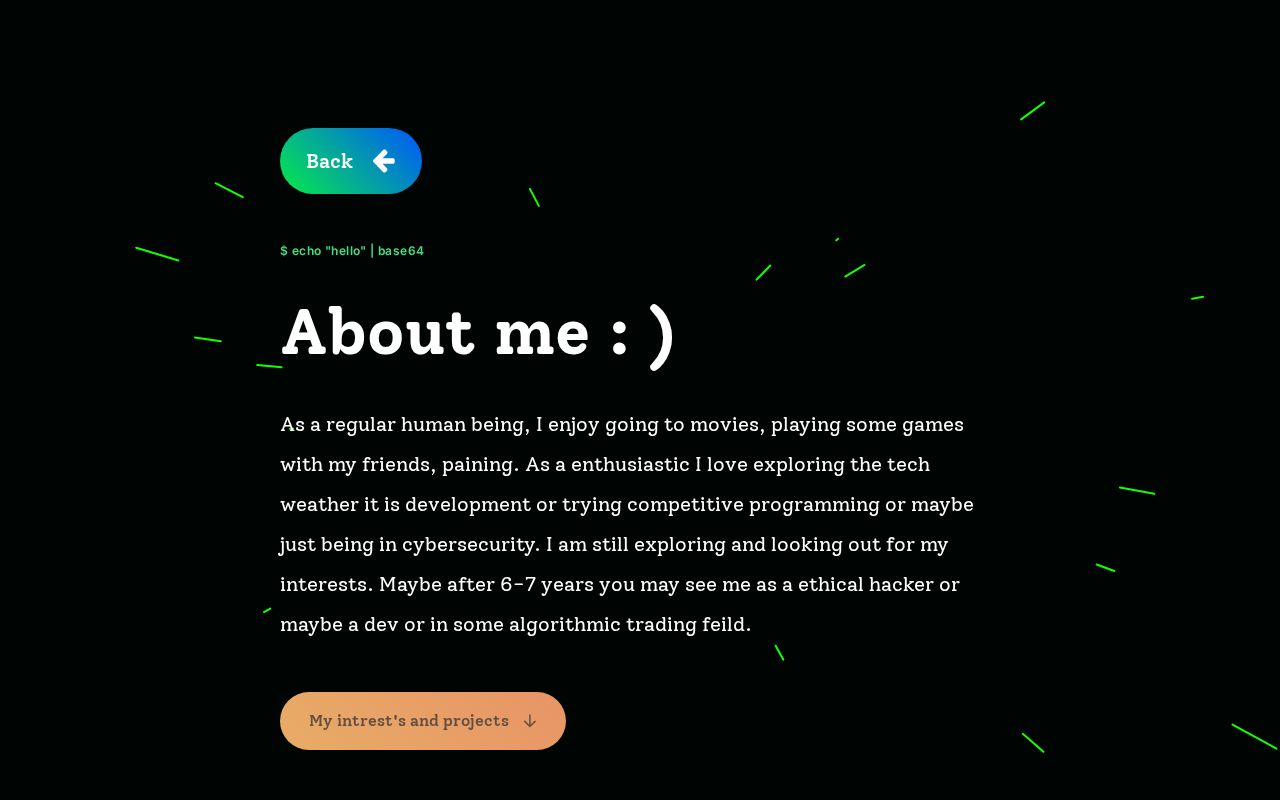 Back
$ echo "hello" | base64
About me : )
As a regular human being, I enjoy going to movies, playing some games
with my friends, paining. As a enthusiastic I love exploring the tech
weather it is development or trying competitive programming or maybe
just being in cybersecurity. I am still exploring and looking out for my
interests. Maybe after 6-7 years you may see me as a ethical hacker or
maybe a dev or in some algorithmic trading feild.
My intrest's and projects